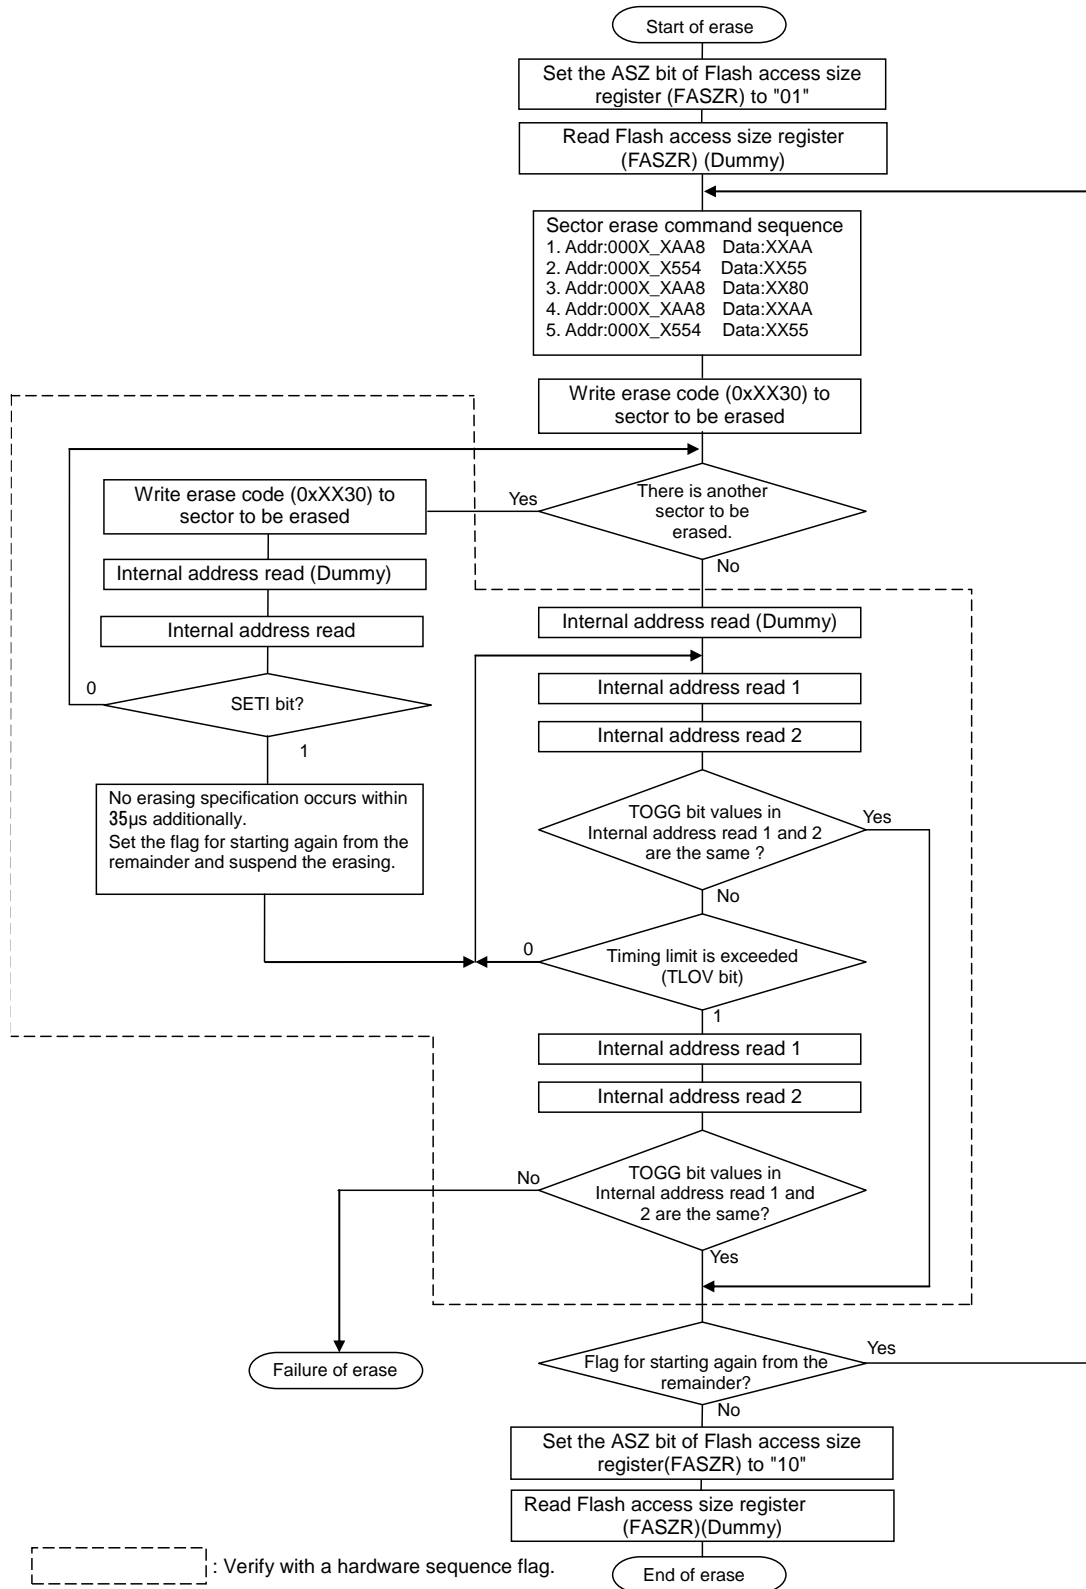 Start of erase
Set the ASZ bit of Flash access size
register (FASZR) to "01"
Read Flash access size register
(FASZR) (Dummy)
Sector erase command sequence
1. Addr:000X_XAA8 Data:XXAA
2. Addr:000X_X554 Data:XX55
3. Addr:000X_XAA8 Data:XX80
4. Addr:000X_XAA8 Data:XXAA
5. Addr:000X_X554 Data:XX55
Write erase code (0xXX30) to
sector to be erased
There is another
sector to be
erased.
Yes
No
Write erase code (0xXX30) to
sector to be erased
Internal address read (Dummy)
Internal address read
SETI bit?
0
1
No erasing specification occurs within
35µs additionally.
Set the flag for starting again from the
remainder and suspend the erasing.
Internal address read (Dummy)
Internal address read 1
Internal address read 2
TOGG bit values in
Internal address read 1 and 2
are the same ?
Yes
No
Timing limit is exceeded
(TLOV bit)
0
1
Internal address read 1
Internal address read 2
TOGG bit values in
Internal address read 1 and
2 are the same?
No
Yes
Failure of erase
Flag for starting again from the
remainder?
Yes
No
Set the ASZ bit of Flash access size
register(FASZR) to "10"
Read Flash access size register
(FASZR)(Dummy)
End of erase
: Verify with a hardware sequence flag.